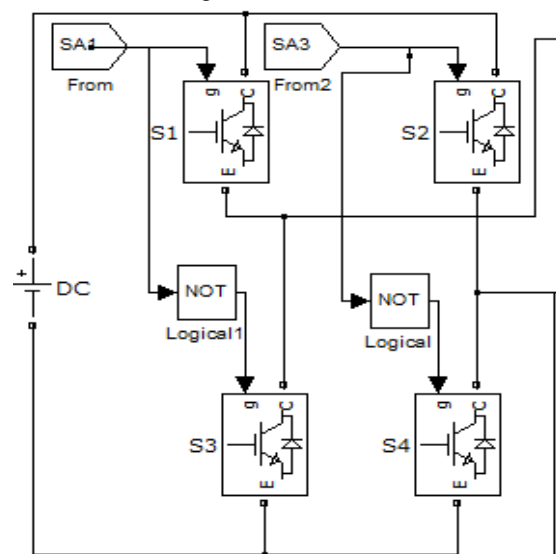 SA1
SA3
From
From2
g
C
E
S1
g
C
E
S2
+
DC
NOT
NOT
Logical1
Logical
g
C
E
S3
g
C
E
S4